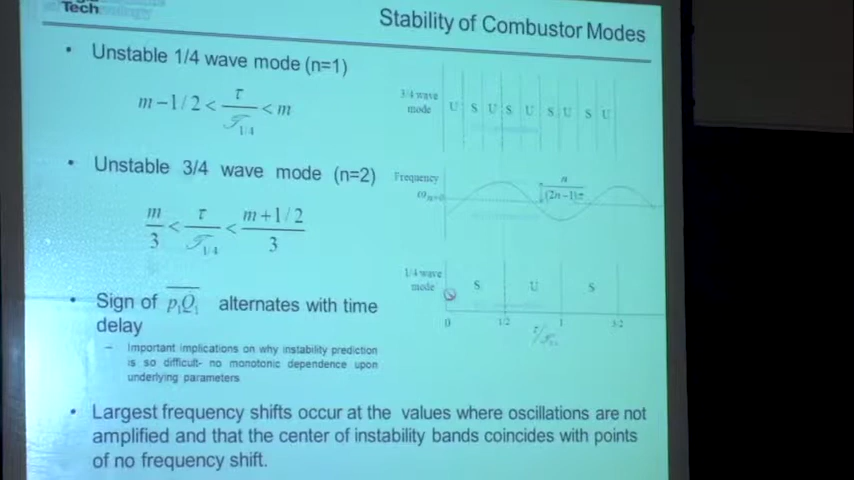 Tech
Stability of Combustor Modes
• Unstable 1/4 wave mode (n=1)
m−1/2 < τ/𝒯1/4 < m
• Unstable 3/4 wave mode (n=2)
m/3 < τ/𝒯1/4 < (m+1/2)/3
• Sign of p₁Q̇₁ alternates with time
delay
– Important implications on why instability prediction
is so difficult- no monotonic dependence upon
underlying parameters
• Largest frequency shifts occur at the values where oscillations are not
amplified and that the center of instability bands coincides with points
of no frequency shift.
3/4 wave
mode
U S U S U S U S U
Frequency
n
(2n−1)π
1/4 wave
mode
S U S
0 1/2 1 3/2